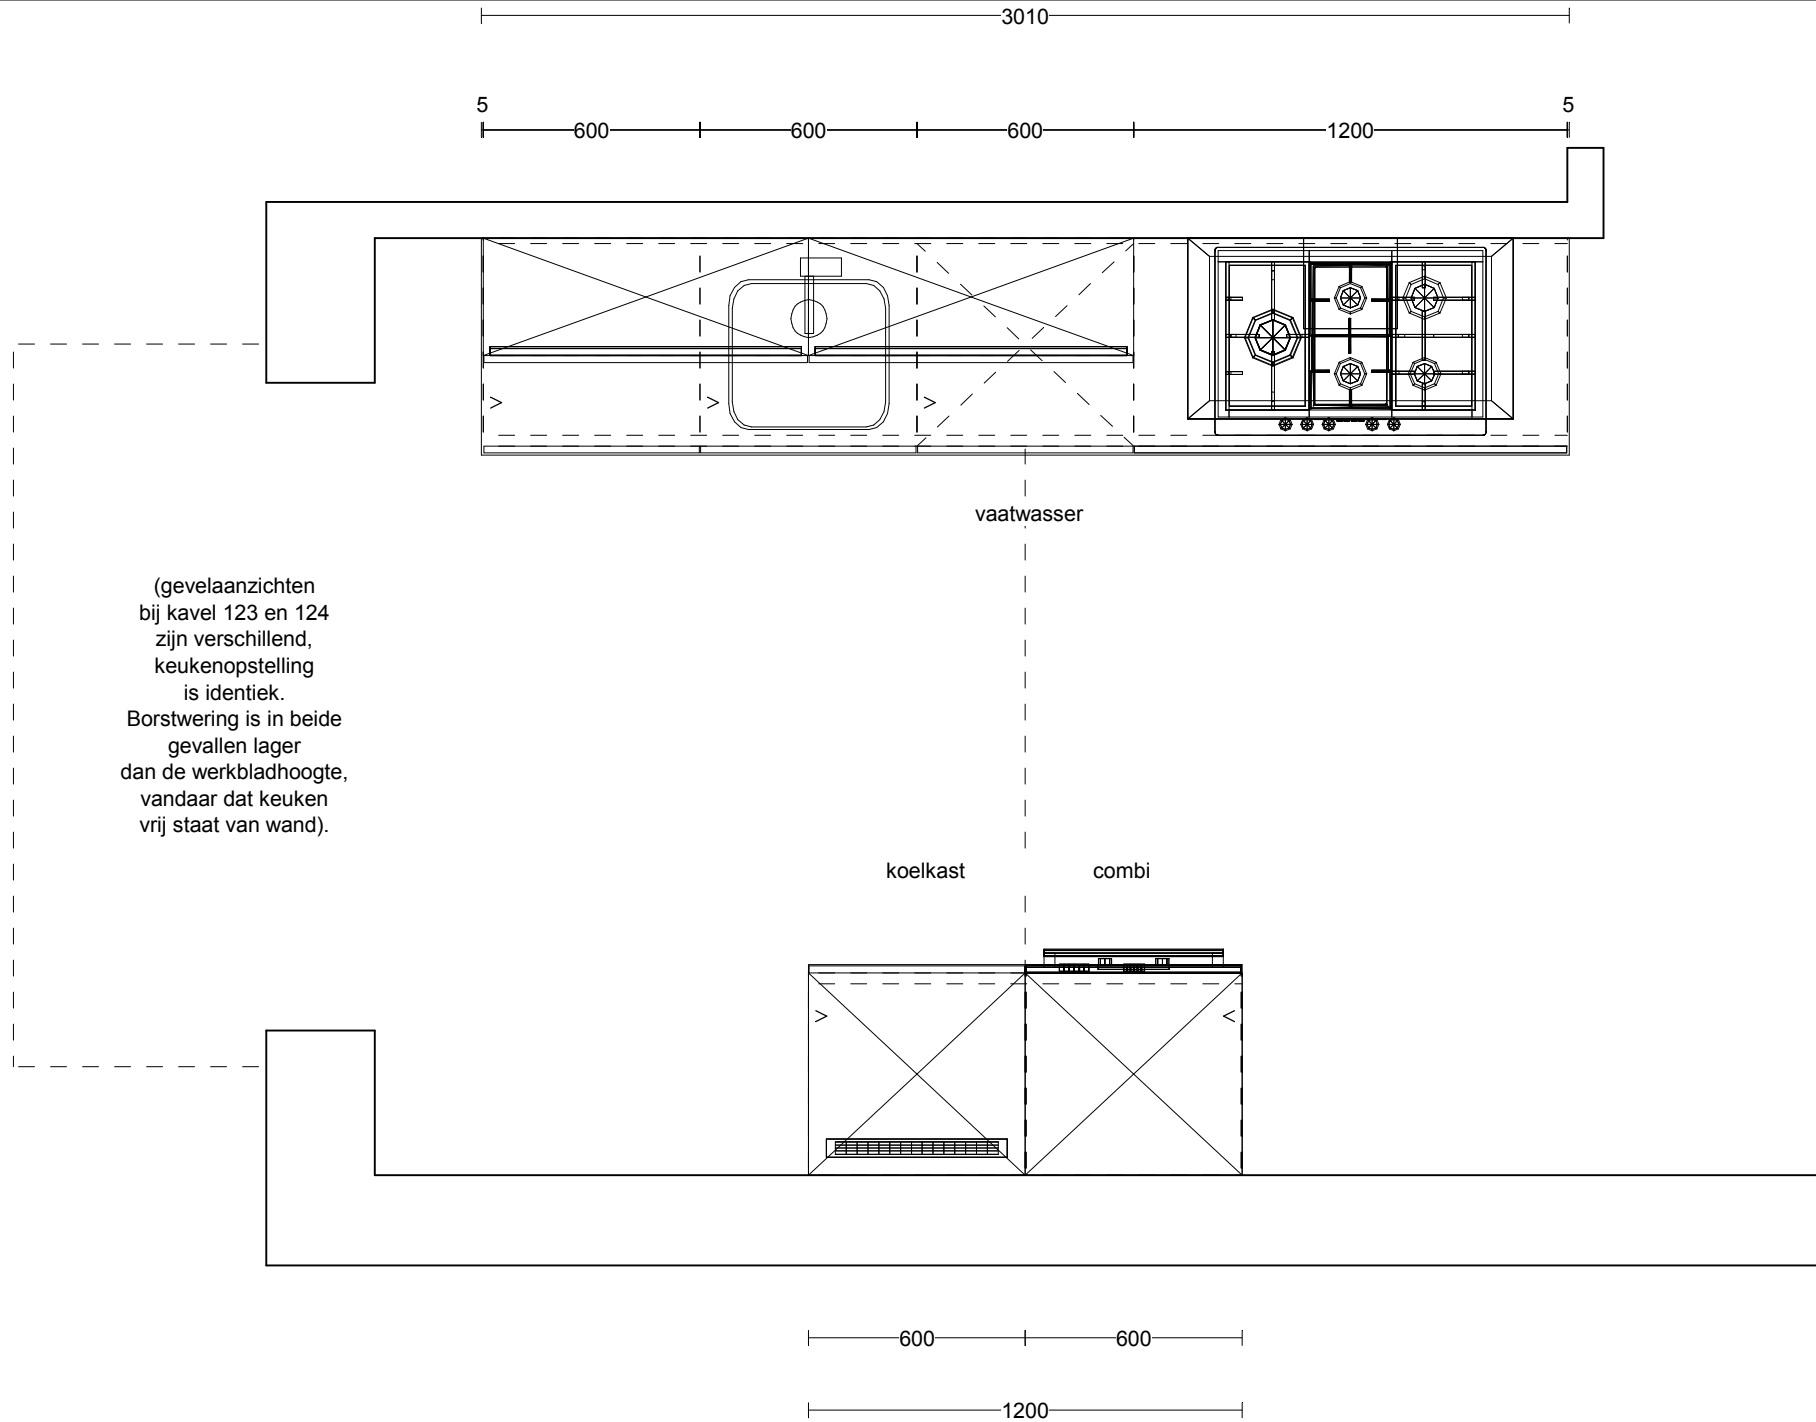 3010
5
5
600
600
600
1200
vaatwasser
(gevelaanzichten
bij kavel 123 en 124
zijn verschillend,
keukenopstelling
is identiek.
Borstwering is in beide
gevallen lager
dan de werkbladhoogte,
vandaar dat keuken
vrij staat van wand).
koelkast
combi
600
600
1200